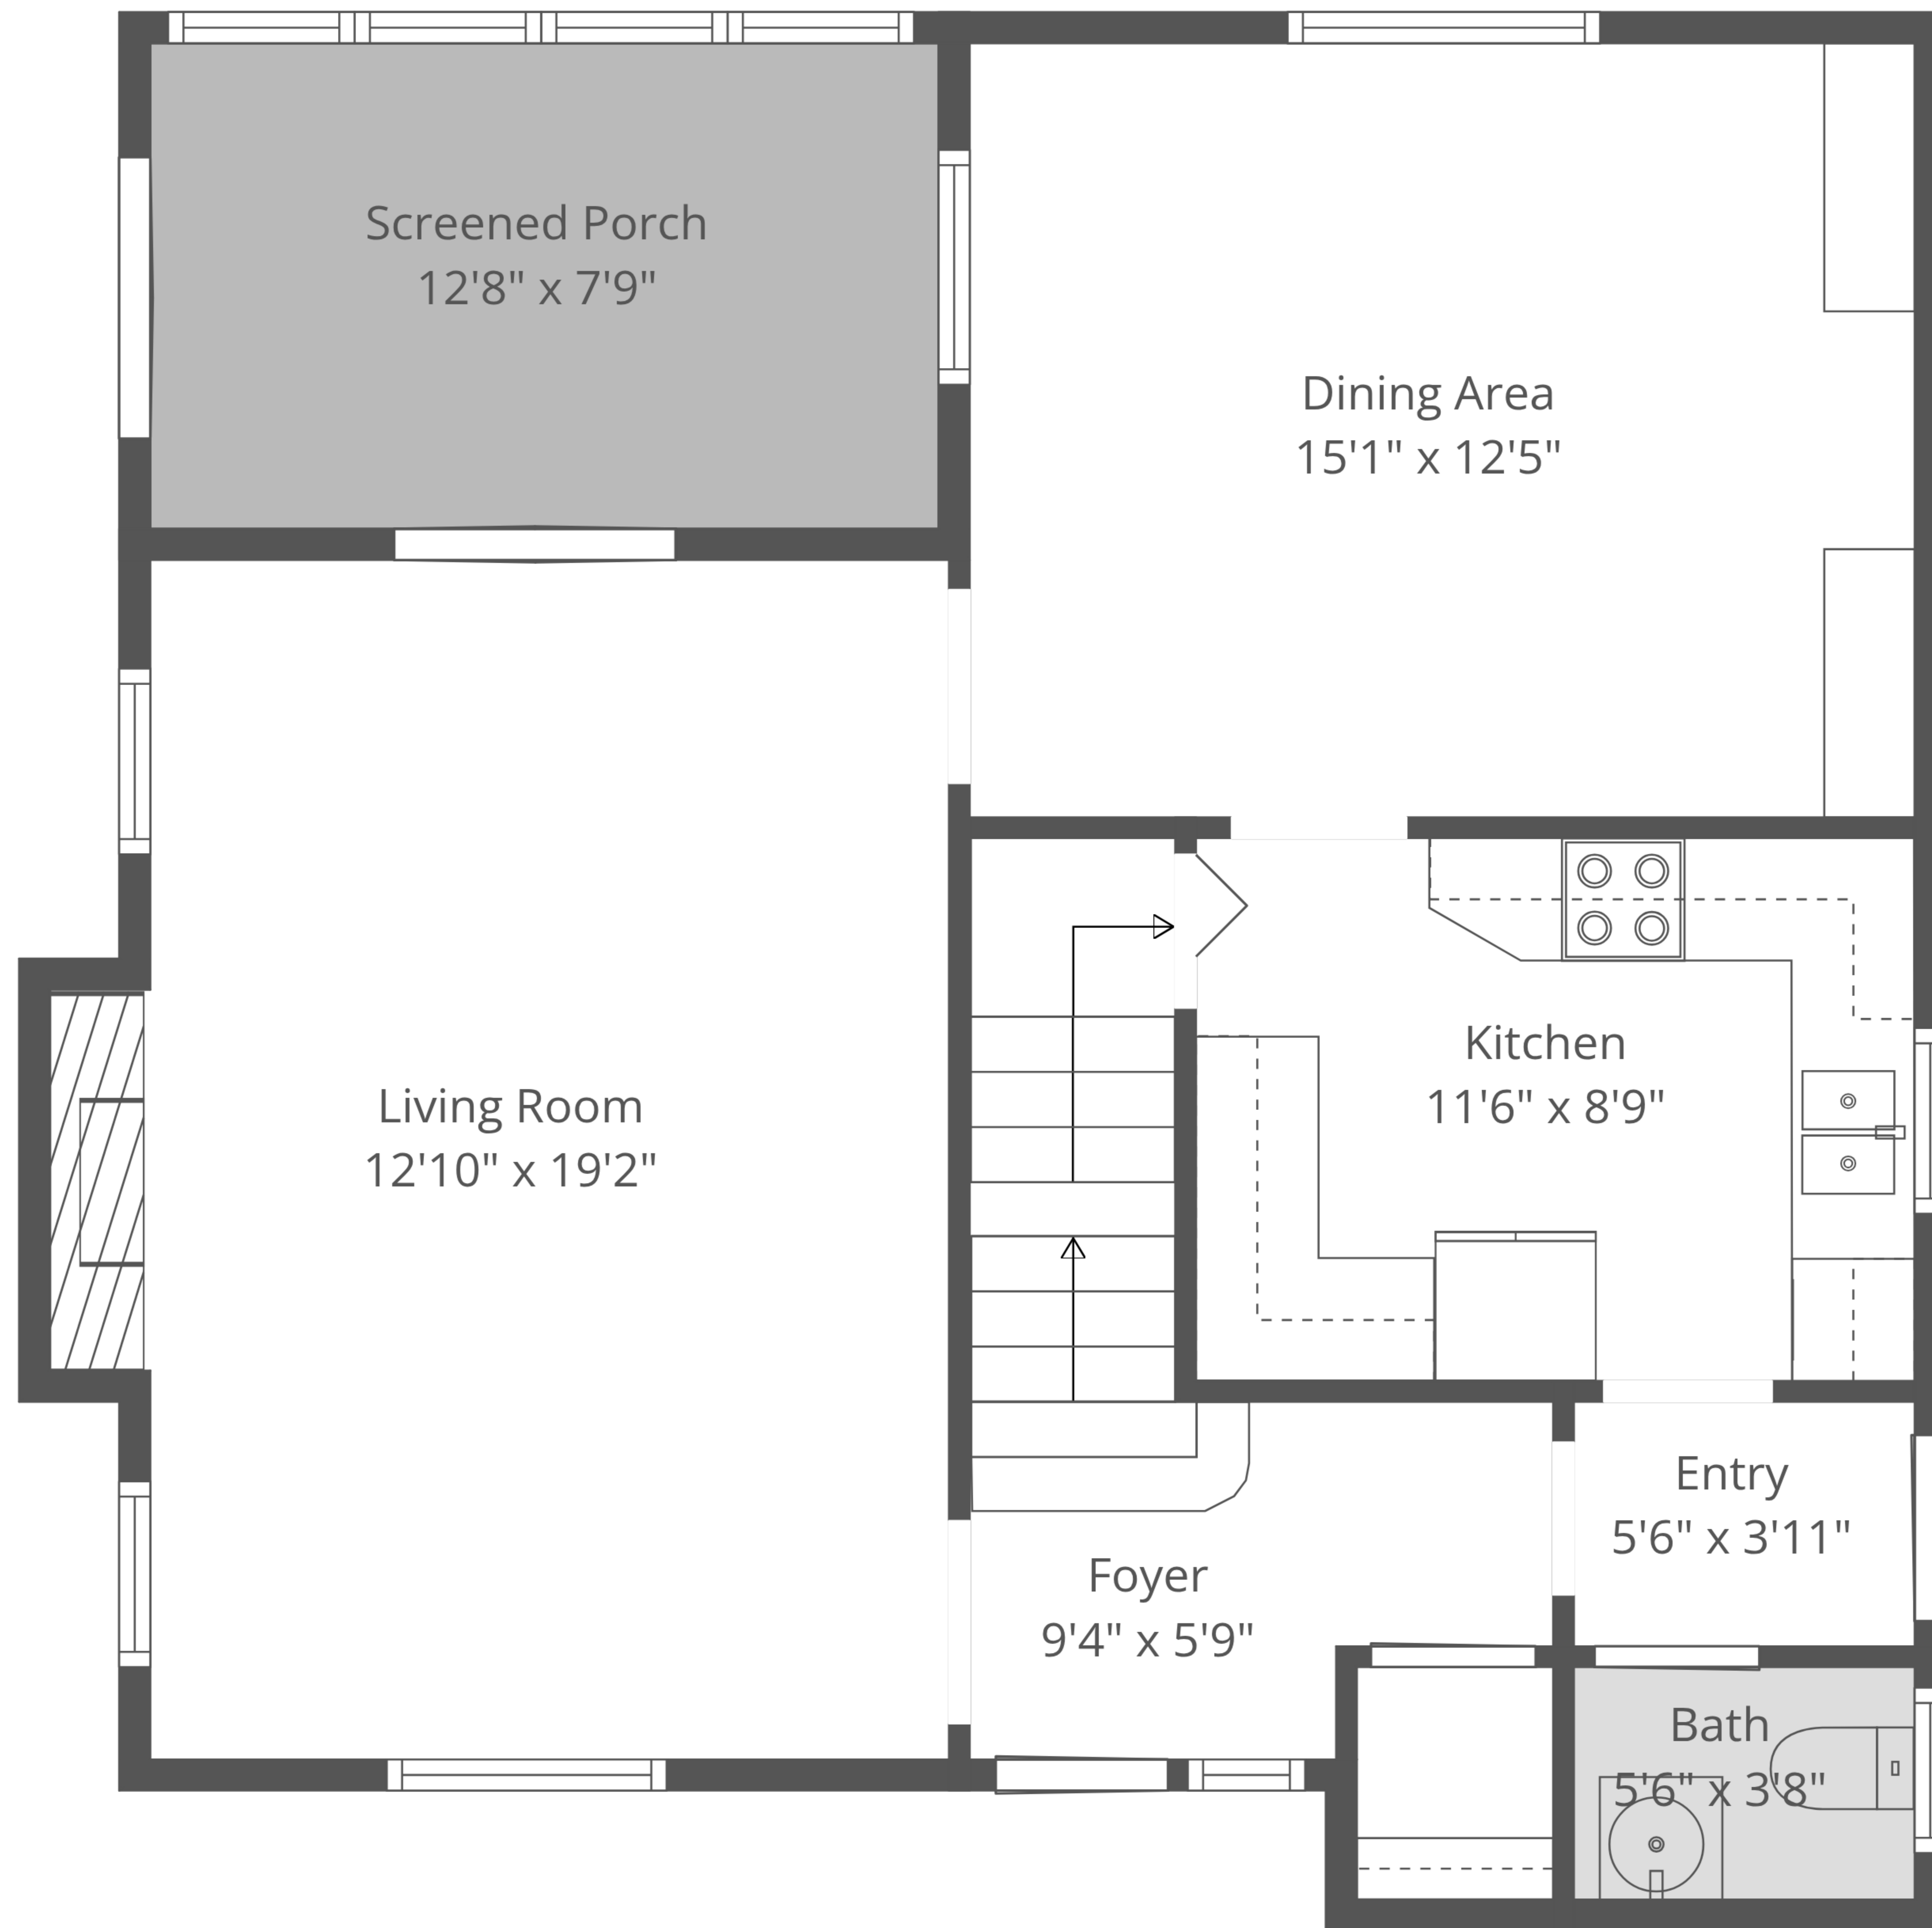 Screened Porch
12'8" x 7'9"
Dining Area
15'1" x 12'5"
Kitchen
11'6" x 8'9"
Living Room
12'10" x 19'2"
Entry
5'6" x 3'11"
Foyer
9'4" x 5'9"
Bath
5'6" x 3'8"